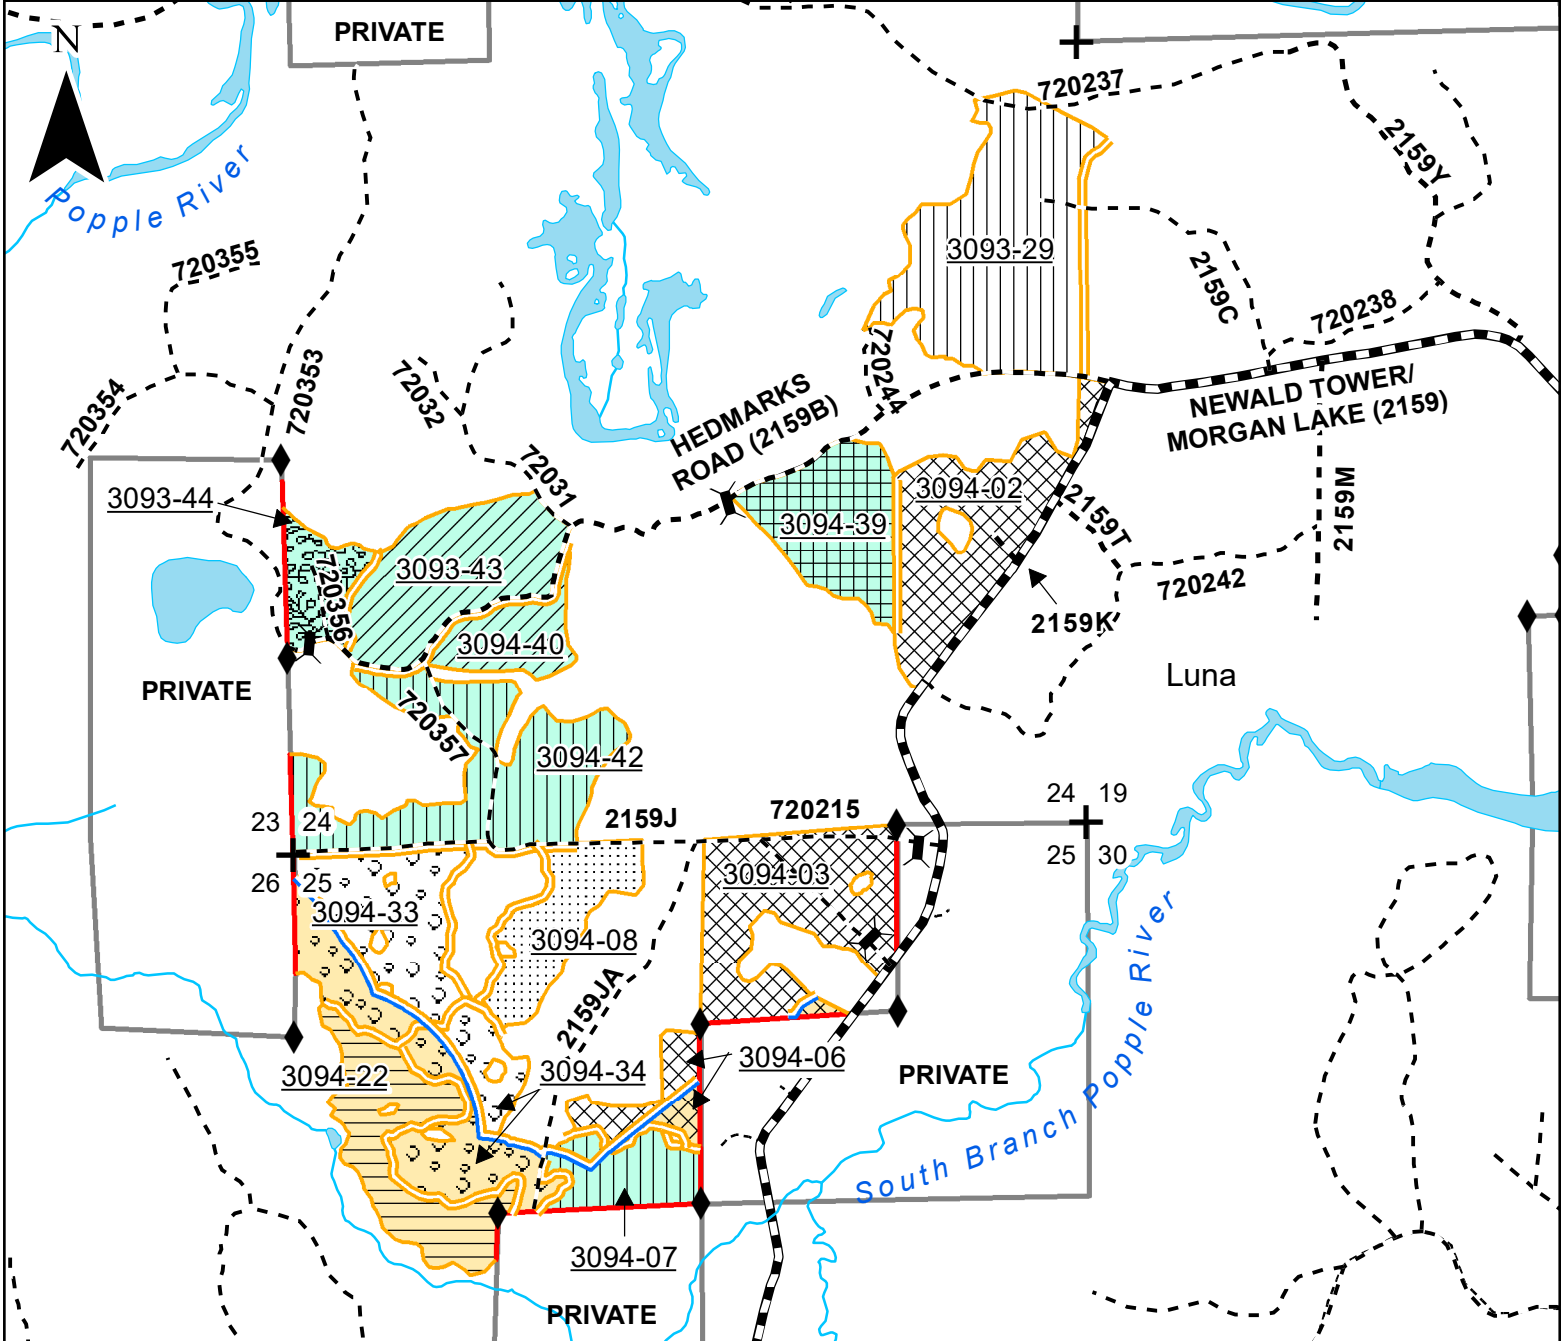 PRIVATE
N
720237
2159Y
Popple River
720355
3093-29
2159C
720238
720244
720353
72032
720354
HEDMARKS
ROAD (2159B)
NEWALD TOWER/
MORGAN LAKE (2159)
72031
3093-44
3094-02
2159T
2159M
3094-39
3093-43
720356
720242
2159K
3094-40
Luna
PRIVATE
720357
3094-42
24 19
2159J
720215
23 24
25 30
3094-03
26 25
3094-33
3094-08
2159JA
3094-06
3094-34
3094-22
PRIVATE
South Branch Popple River
3094-07
PRIVATE